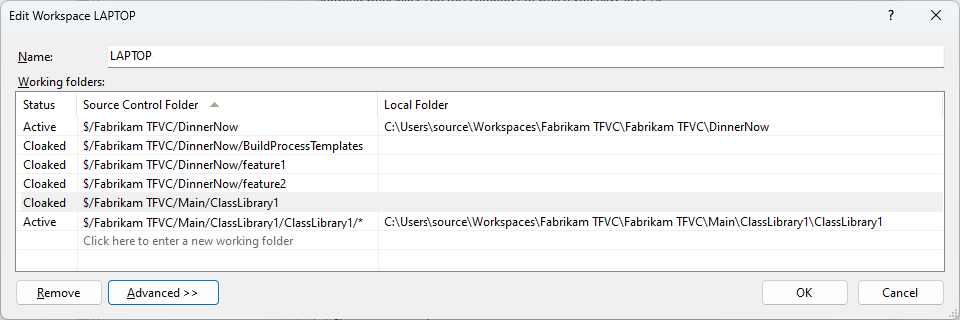 Edit Workspace LAPTOP
Name: LAPTOP
Working folders:
Status Source Control Folder Local Folder
Active $/Fabrikam TFVC/DinnerNow C:\Users\source\Workspaces\Fabrikam TFVC\Fabrikam TFVC\DinnerNow
Cloaked $/Fabrikam TFVC/DinnerNow/BuildProcessTemplates
Cloaked $/Fabrikam TFVC/DinnerNow/feature1
Cloaked $/Fabrikam TFVC/DinnerNow/feature2
Cloaked $/Fabrikam TFVC/Main/ClassLibrary1
Active $/Fabrikam TFVC/Main/ClassLibrary1/ClassLibrary1/* C:\Users\source\Workspaces\Fabrikam TFVC\Fabrikam TFVC\Main\ClassLibrary1\ClassLibrary1
Click here to enter a new working folder
Remove Advanced >> OK Cancel